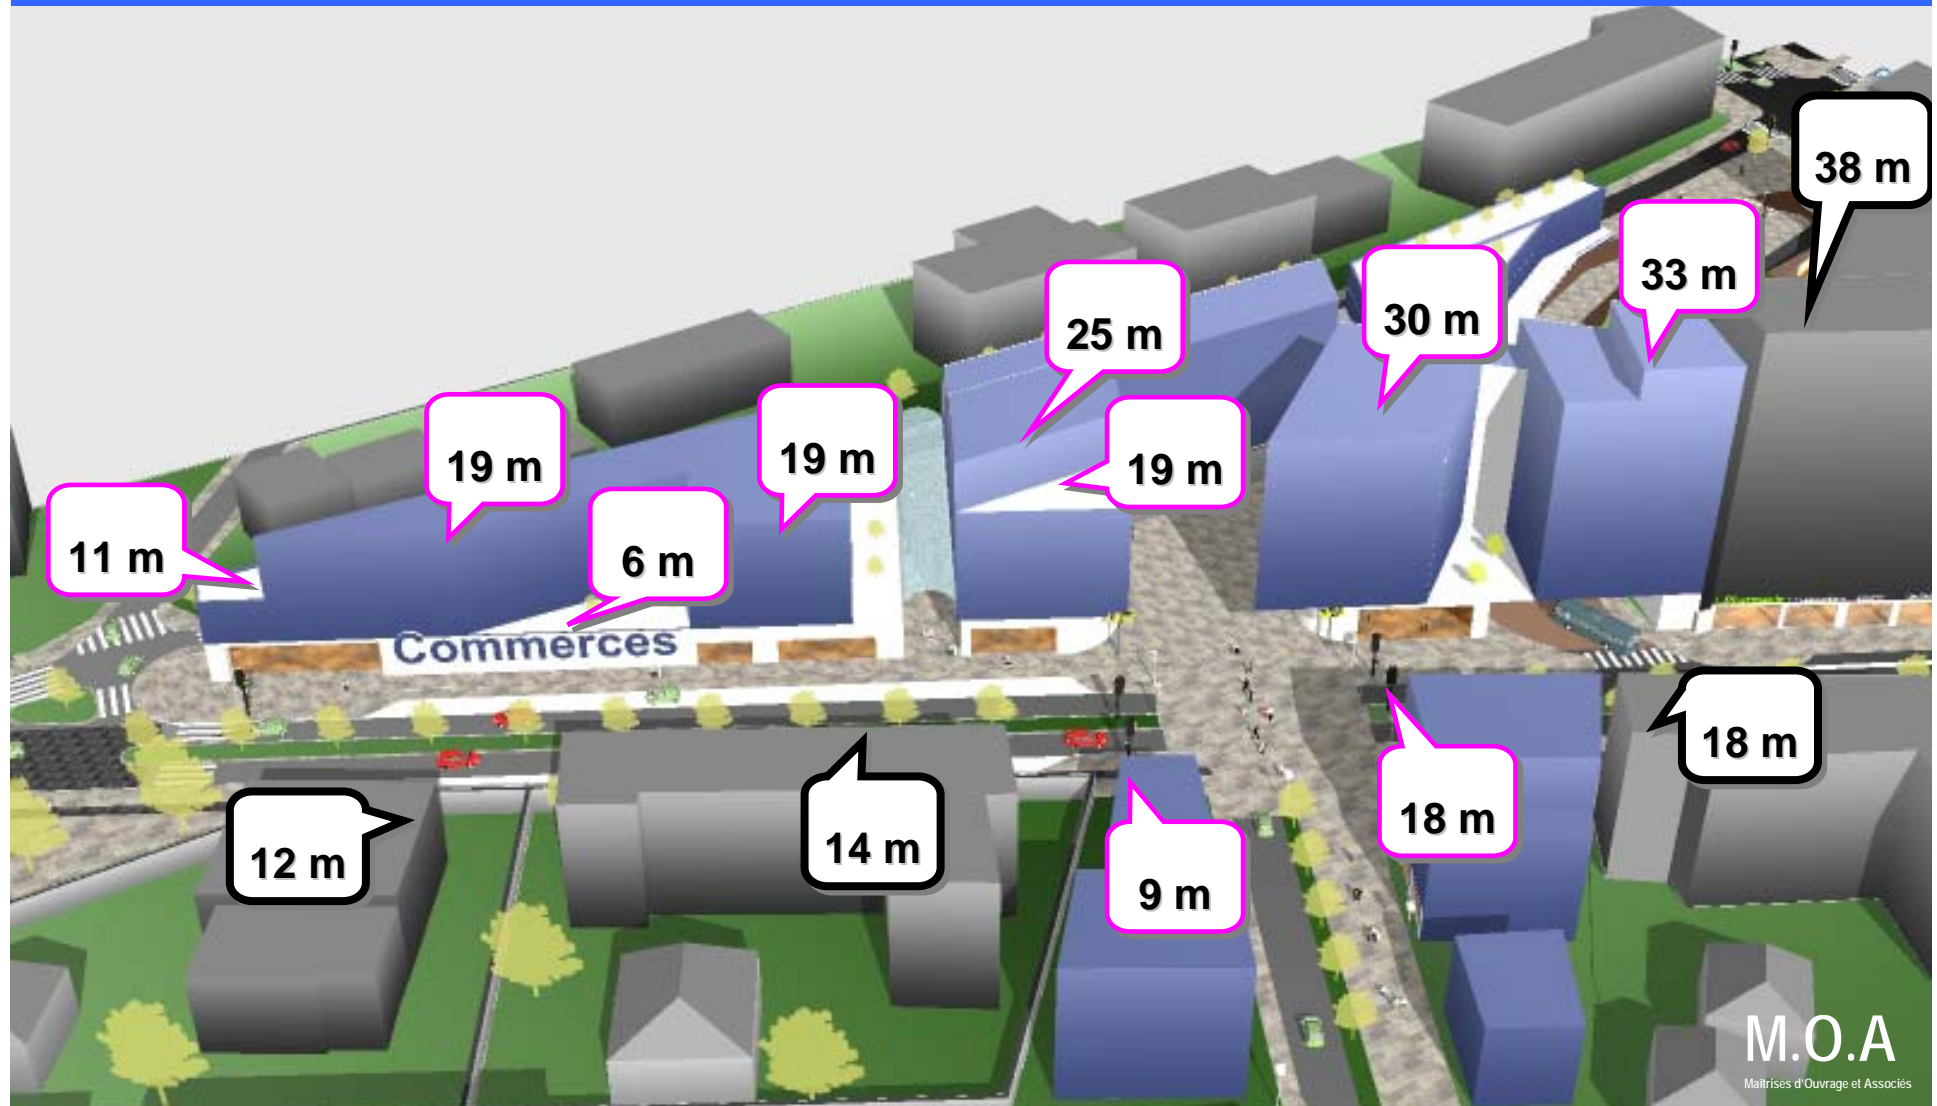 38 m
33 m
25 m
30 m
19 m
19 m
19 m
11 m
6 m
Commerces
18 m
18 m
12 m
14 m
9 m
M.O.A
Maîtrises d'Ouvrage et Associés